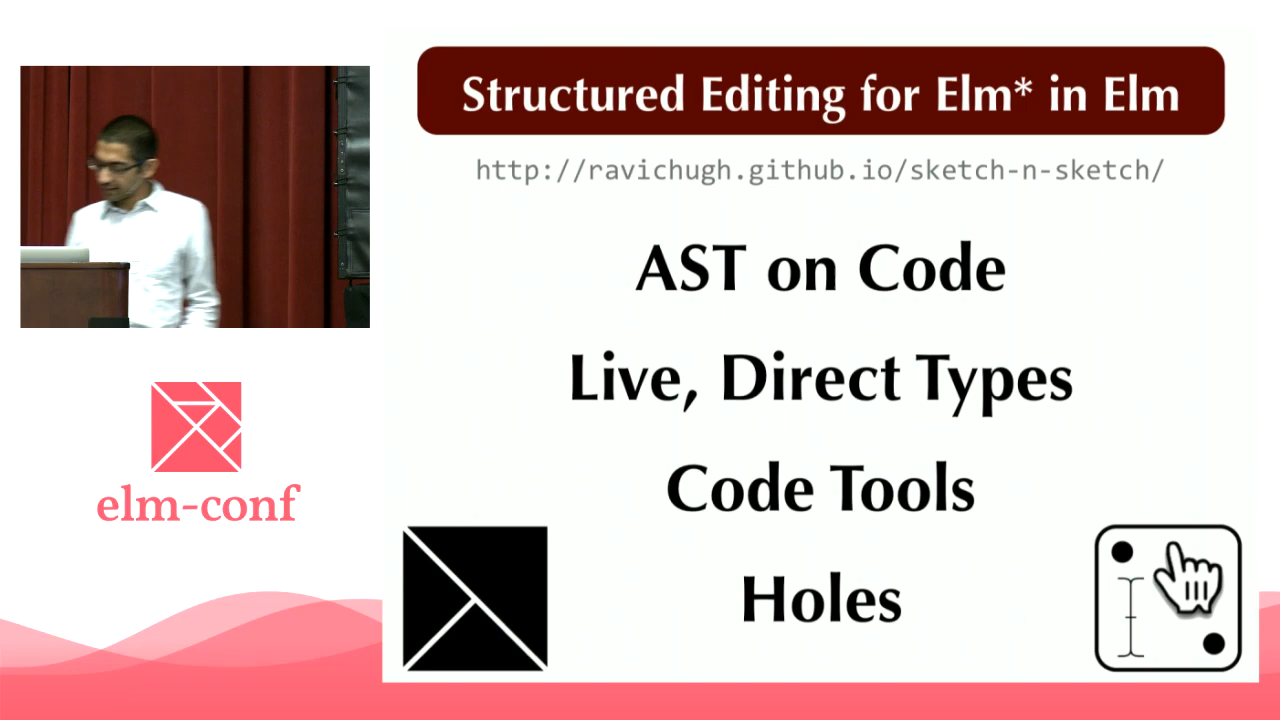 Structured Editing for Elm* in Elm
http://ravichugh.github.io/sketch-n-sketch/
AST on Code
Live, Direct Types
Code Tools
Holes
elm-conf